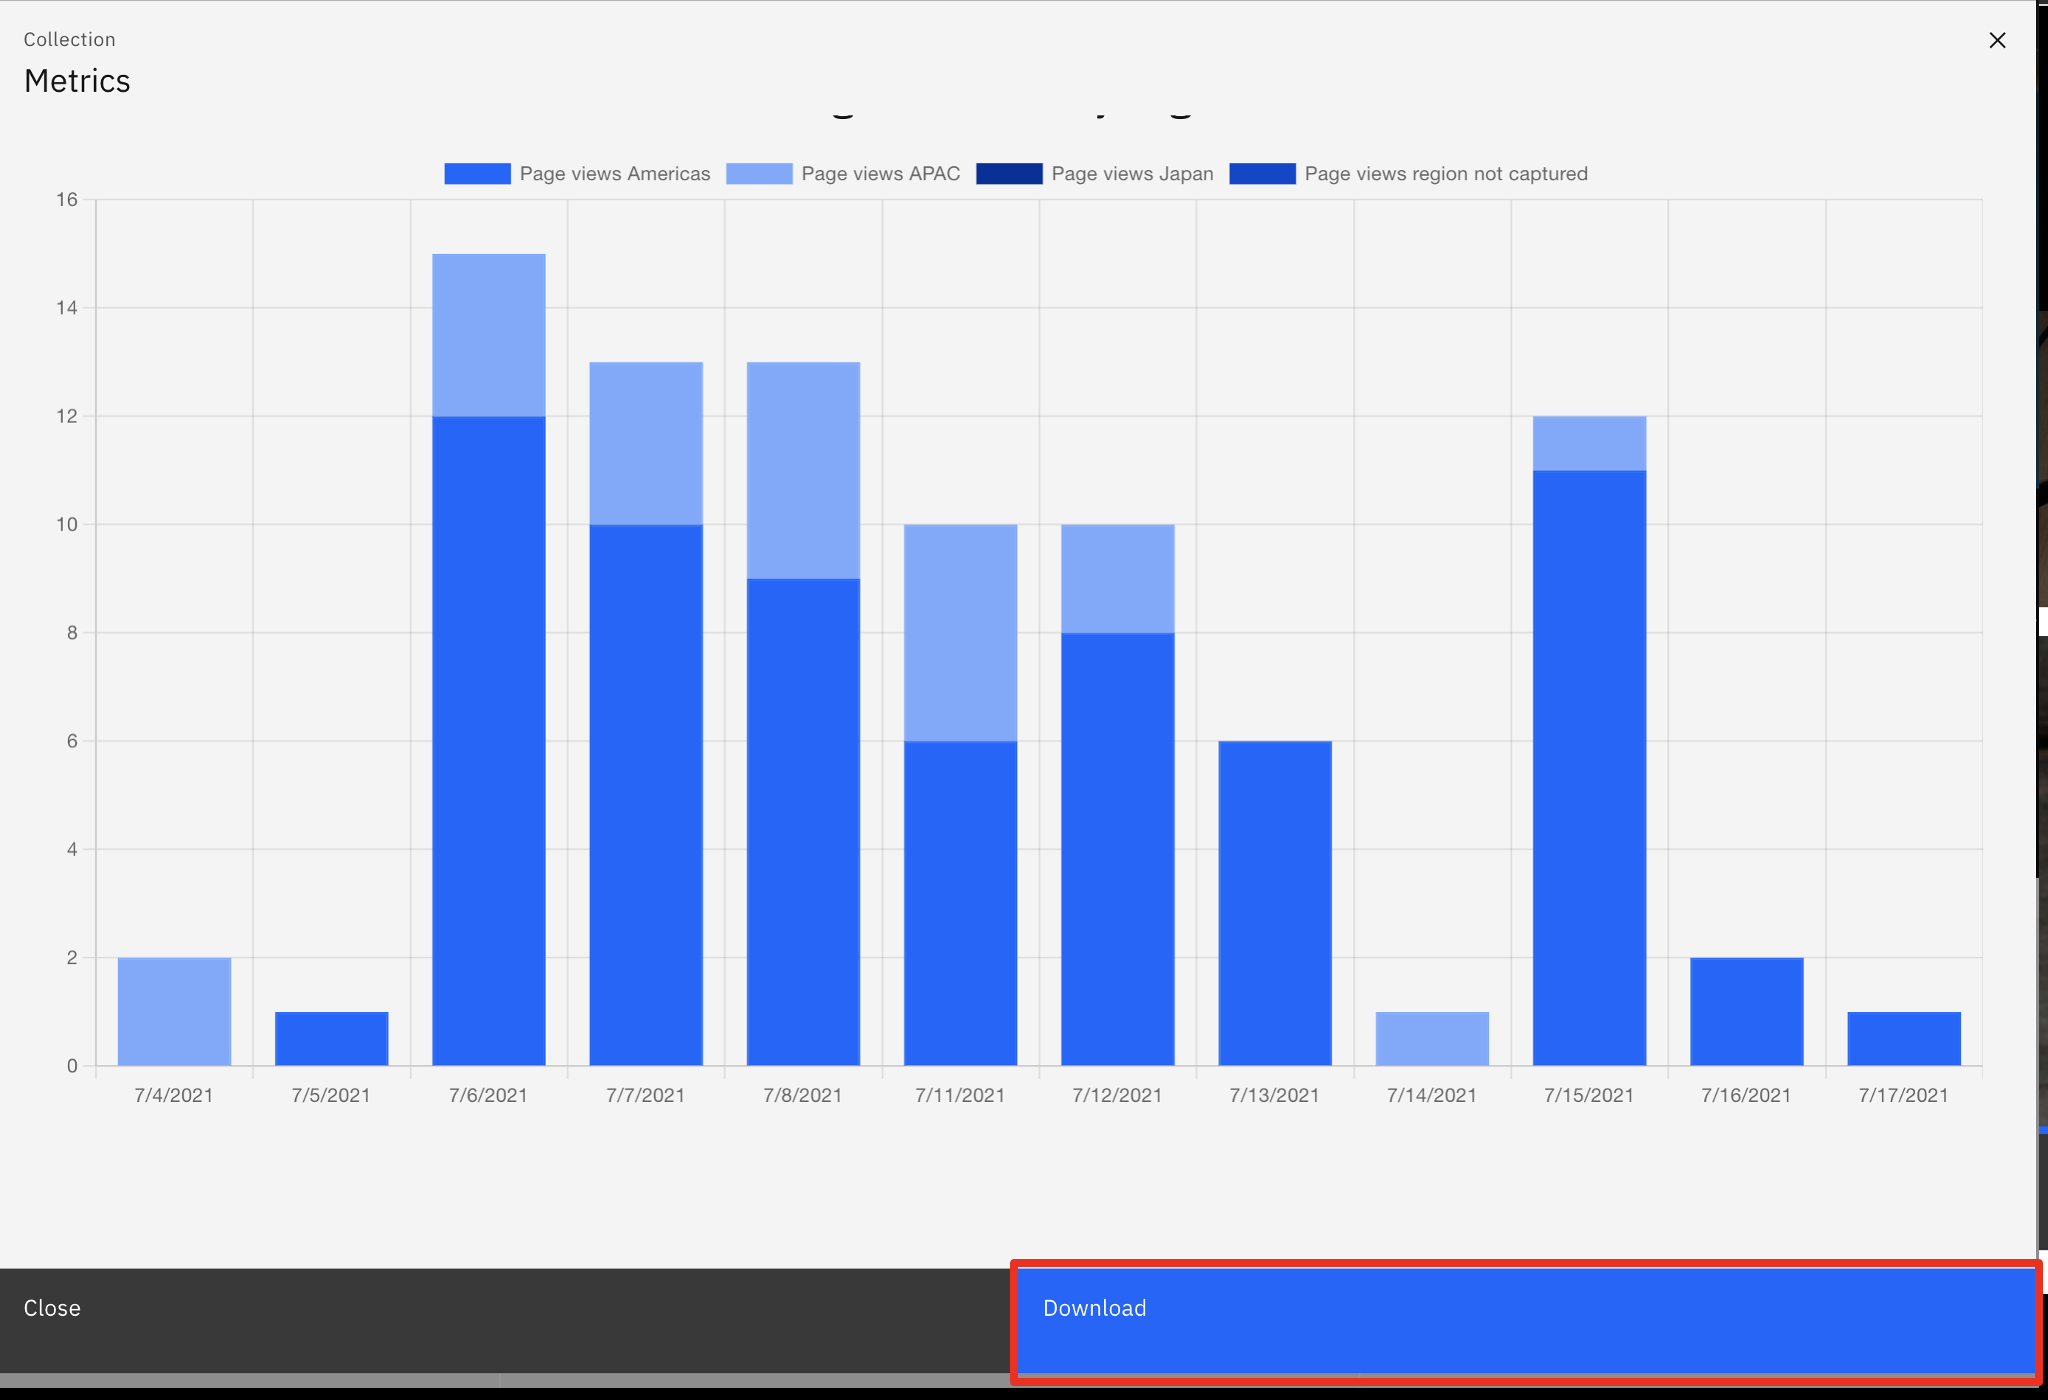 Collection
Metrics
Page views Americas Page views APAC Page views Japan Page views region not captured
16
14
12
10
8
6
4
2
0
7/4/2021 7/5/2021 7/6/2021 7/7/2021 7/8/2021 7/11/2021 7/12/2021 7/13/2021 7/14/2021 7/15/2021 7/16/2021 7/17/2021
Close Download